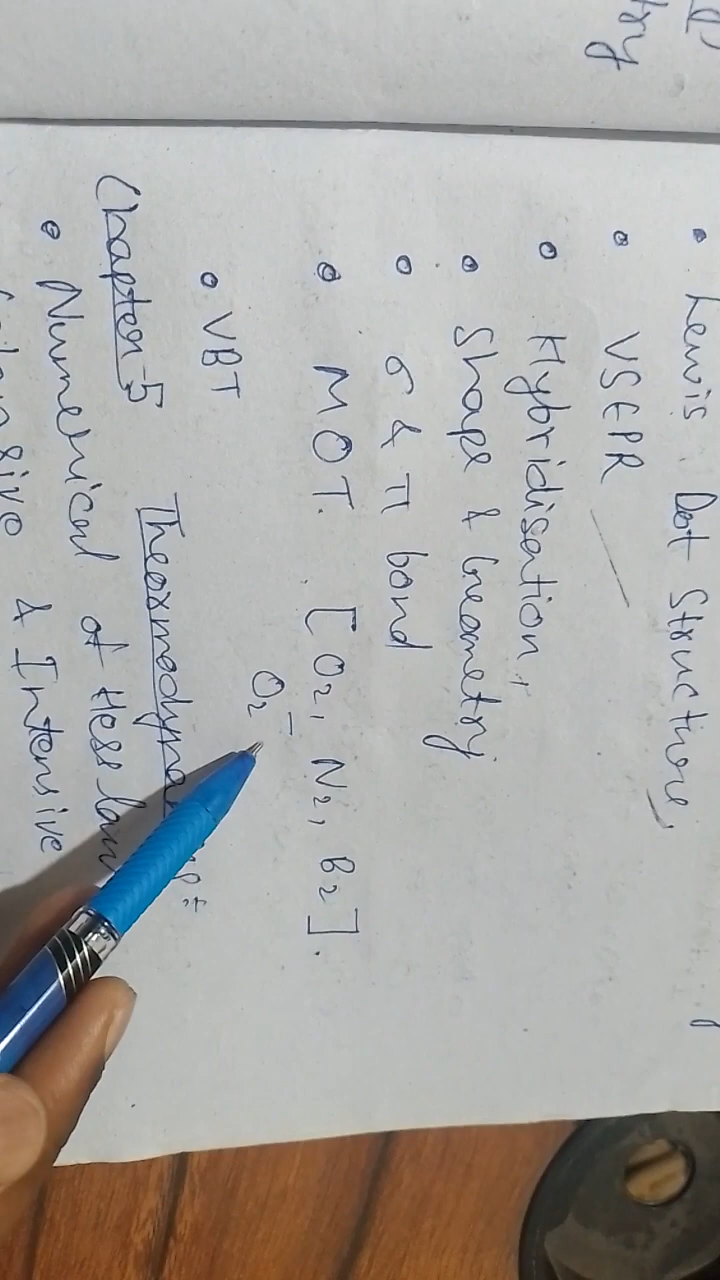 • Lewis Dot Structure,
• VSEPR
• Hybridisation,
• Shape & Geometry
• σ & π bond
• MOT. [O₂, N₂, B₂].
O₂⁻
• VBT
Chapter-5
• Numerical of Hess law
& Intensive